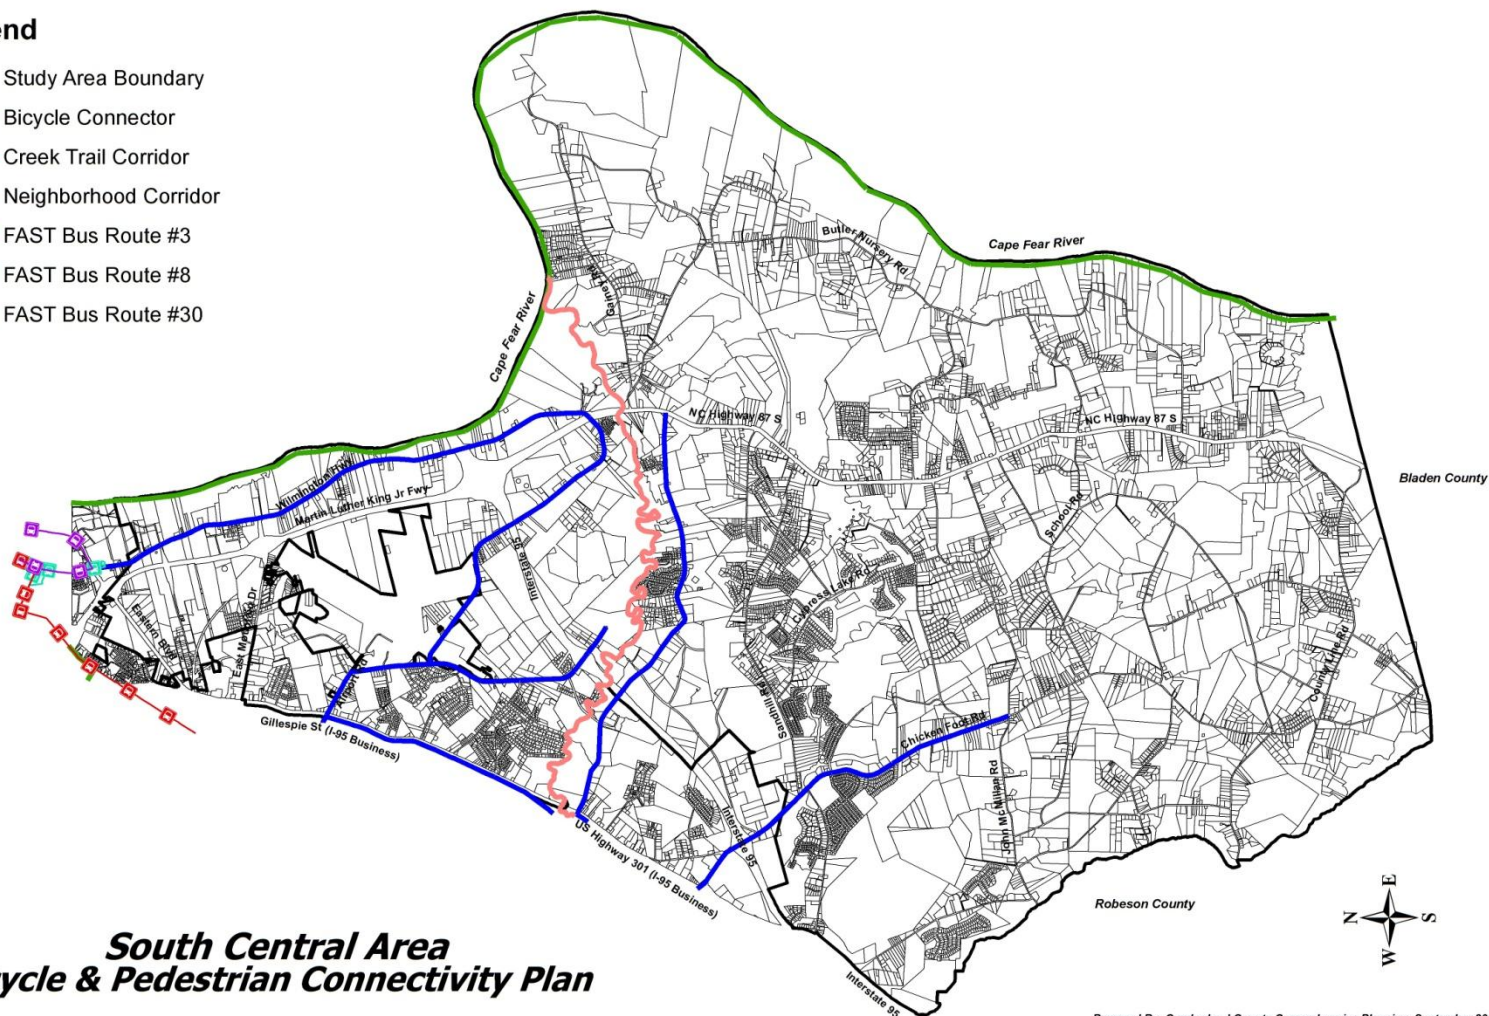 end
Study Area Boundary
Bicycle Connector
Creek Trail Corridor
Neighborhood Corridor
FAST Bus Route #3
FAST Bus Route #8
FAST Bus Route #30
Cape Fear River
Butler Nursery Rd
Cape Fear River
Gainey Rd
NC Highway 87 S
NC Highway 87 S
Bladen County
Wilmington Hwy
Martin Luther King Jr Fwy
School Rd
Interstate 95
Cypress Lake Rd
Eastern Blvd
East Mountain Dr
County Line Rd
Airport Rd
Sandhill Rd
Gillespie St (I-95 Business)
Chicken Foot Rd
John McMillan Rd
Interstate 95
US Highway 301 (I-95 Business)
Robeson County
N
E
S
W
South Central Area
ycle & Pedestrian Connectivity Plan
Interstate 95